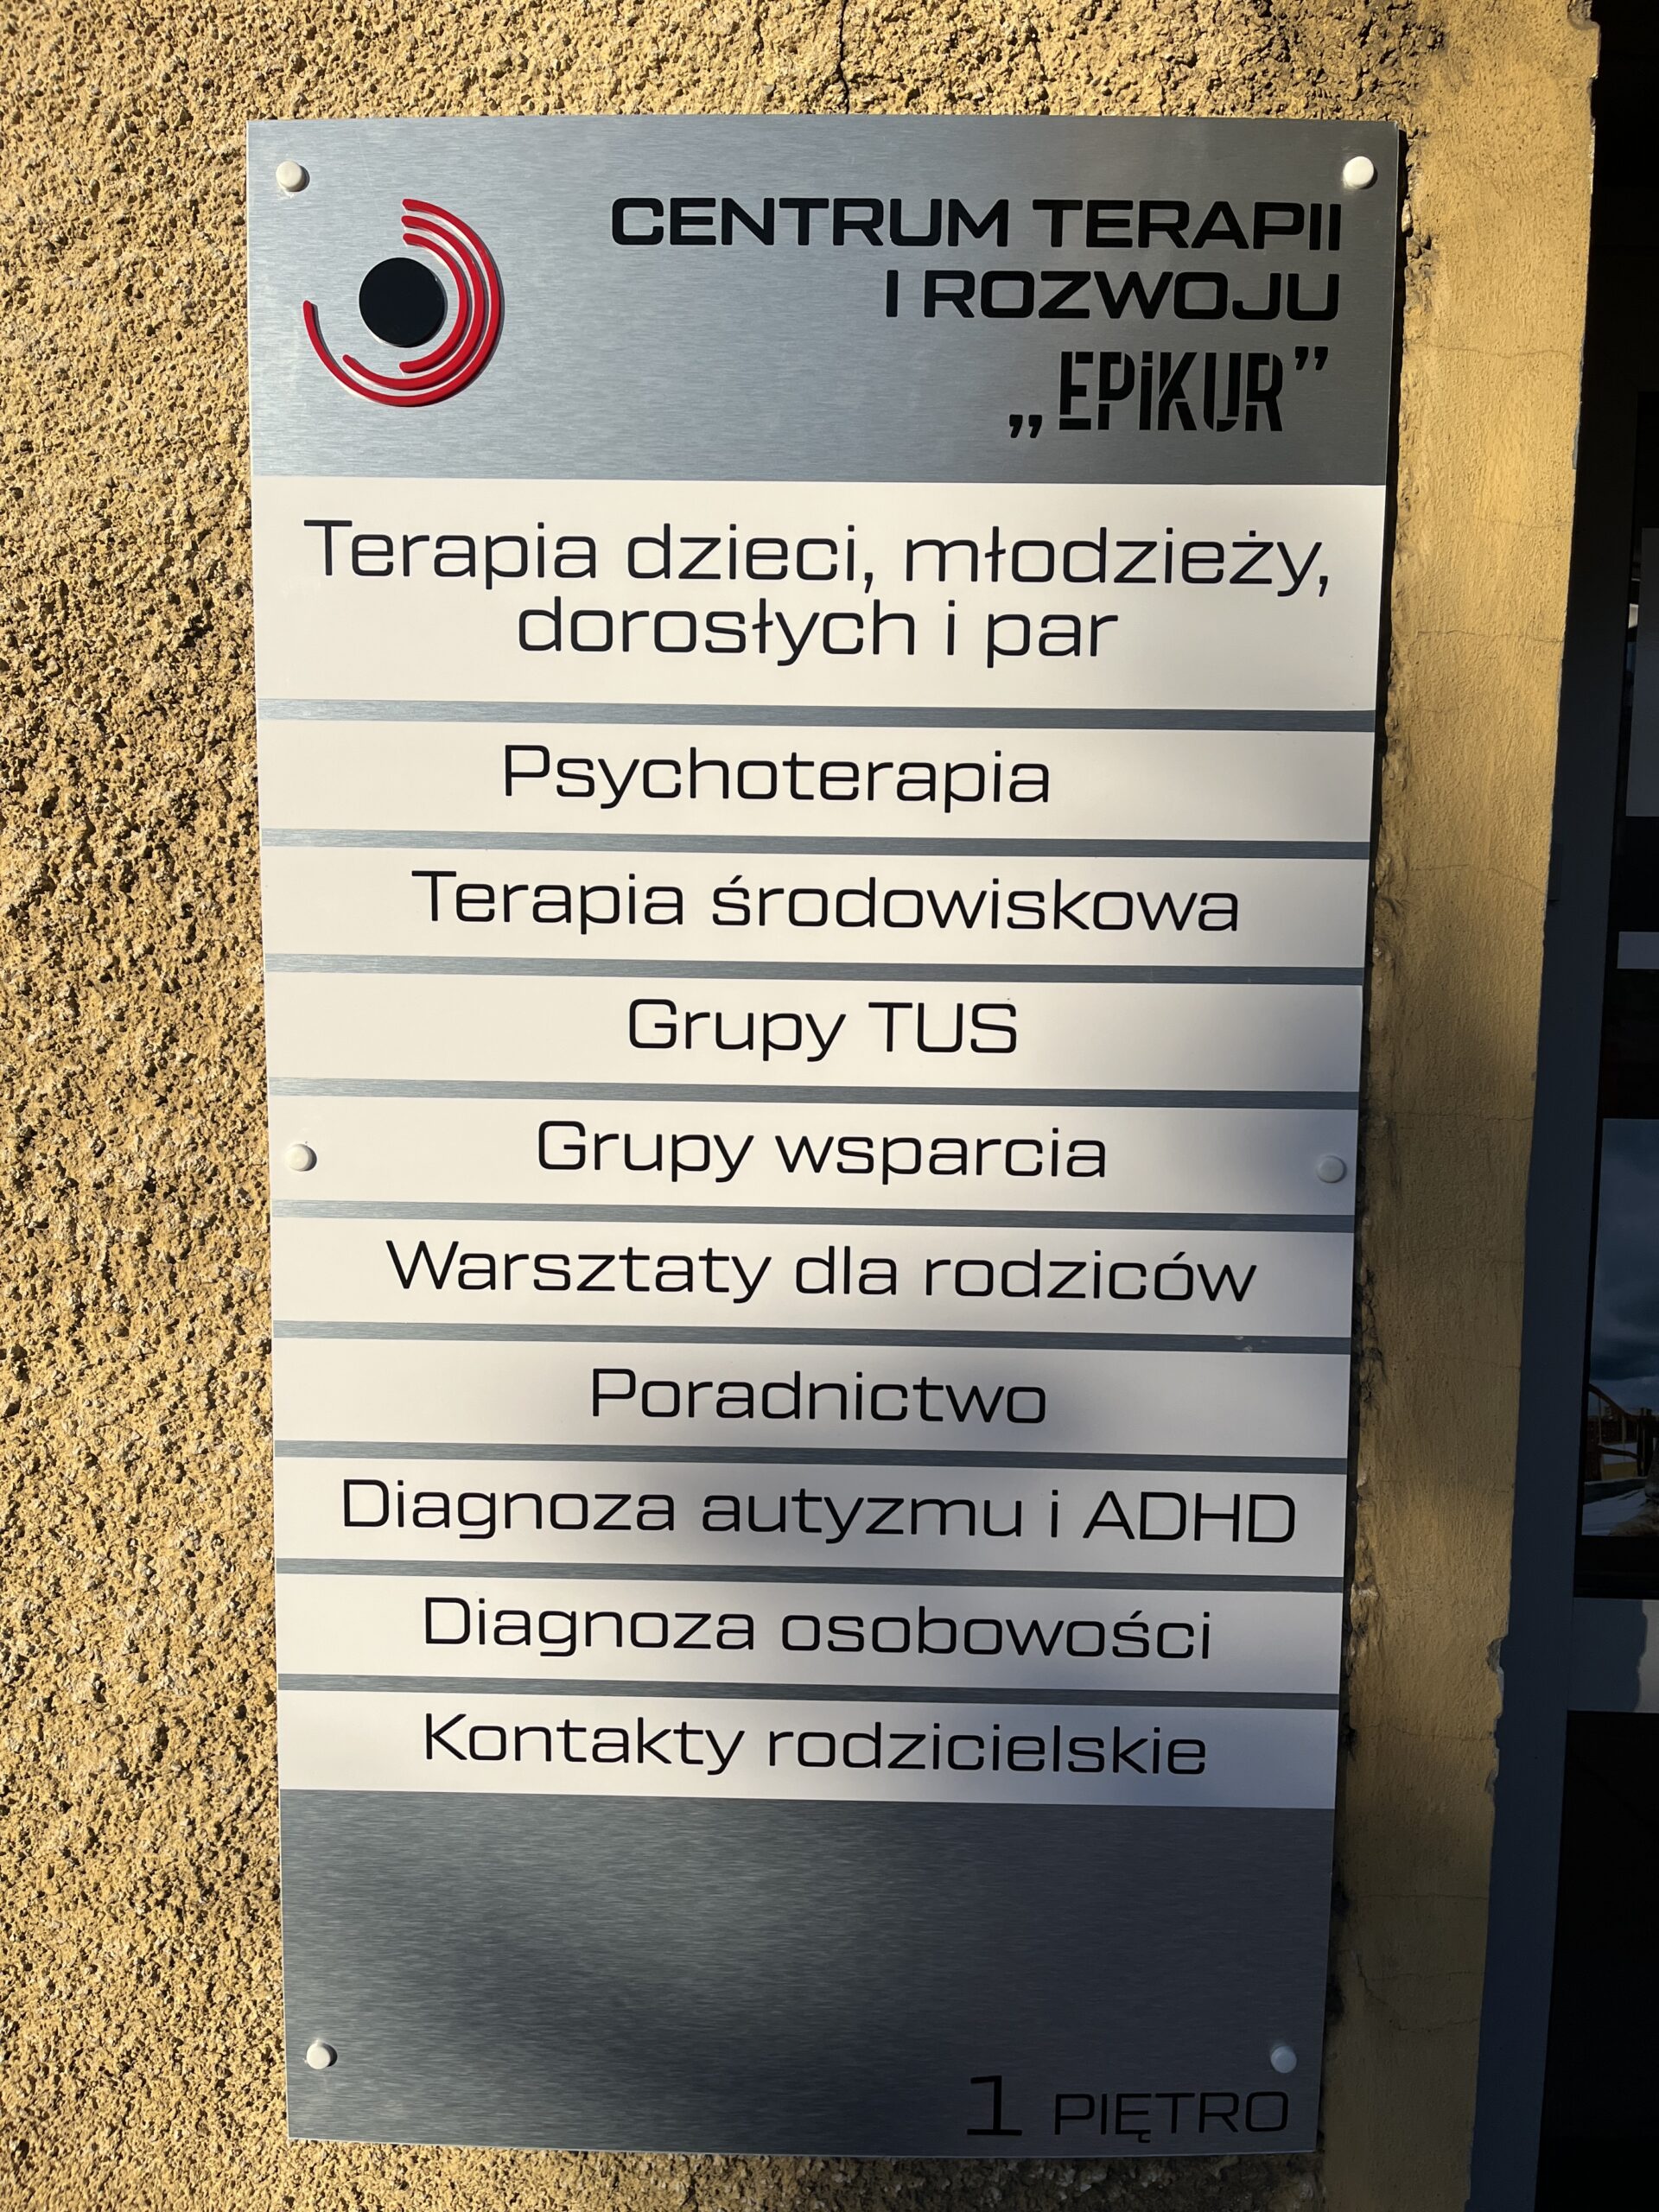 CENTRUM TERAPII
I ROZWOJU
„EPiKUR”
Terapia dzieci, młodzieży,
dorosłych i par
Psychoterapia
Terapia środowiskowa
Grupy TUS
Grupy wsparcia
Warsztaty dla rodziców
Poradnictwo
Diagnoza autyzmu i ADHD
Diagnoza osobowości
Kontakty rodzicielskie
1 PIĘTRO